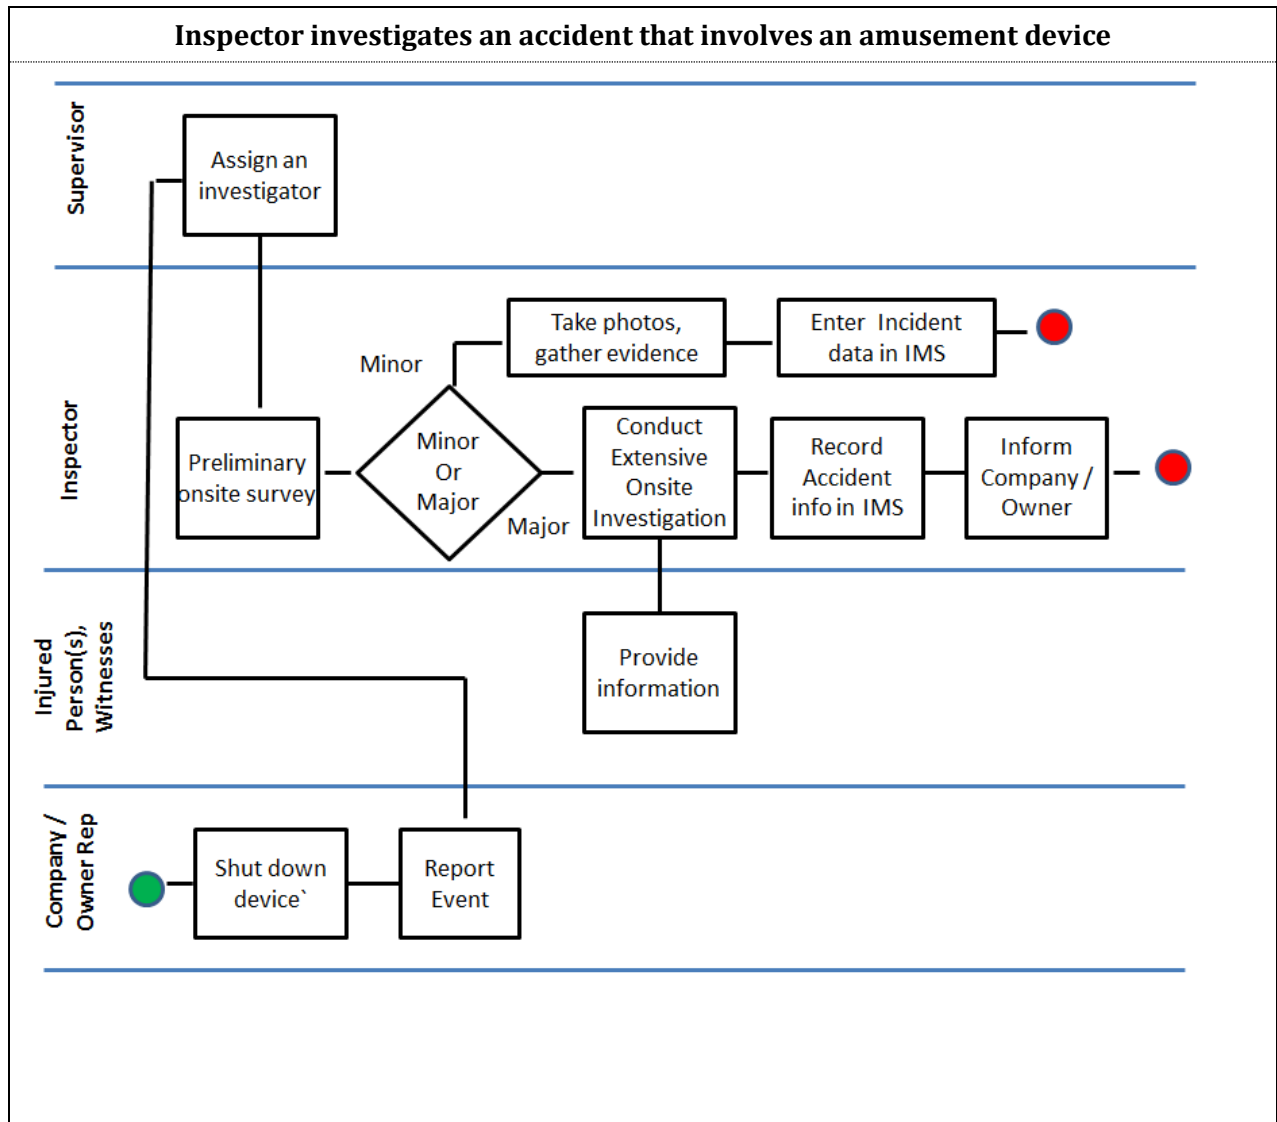 Inspector investigates an accident that involves an amusement device
Supervisor
Assign an
investigator
Inspector
Preliminary
onsite survey
Minor
Or
Major
Minor
Take photos,
gather evidence
Enter Incident
data in IMS
Major
Conduct
Extensive
Onsite
Investigation
Record
Accident
info in IMS
Inform
Company /
Owner
Injured
Person(s),
Witnesses
Provide
information
Company /
Owner Rep
Shut down
device`
Report
Event